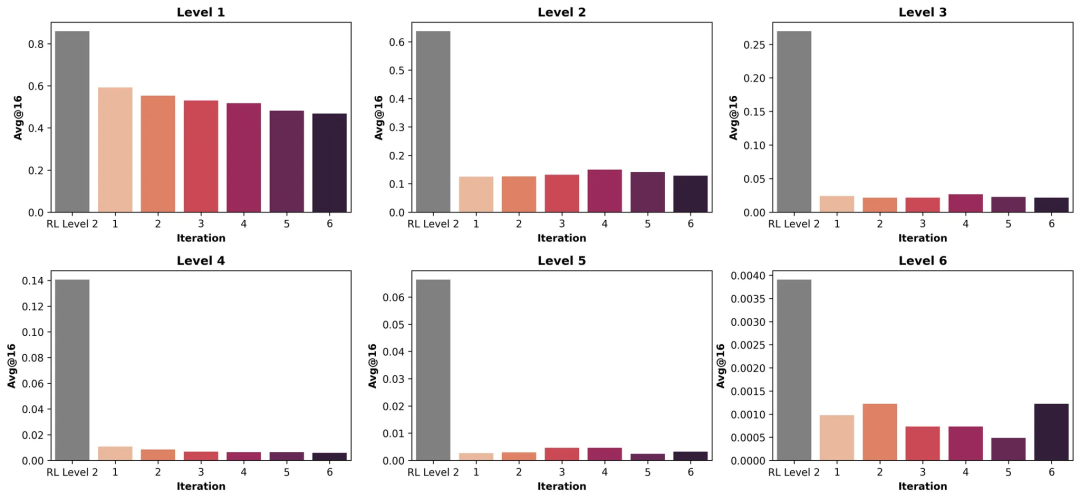 Level 1
Avg@16
0.8
0.6
0.4
0.2
0.0
RL Level 2 1 2 3 4 5 6
Iteration
Level 2
Avg@16
0.6
0.5
0.4
0.3
0.2
0.1
0.0
RL Level 2 1 2 3 4 5 6
Iteration
Level 3
Avg@16
0.25
0.20
0.15
0.10
0.05
0.00
RL Level 2 1 2 3 4 5 6
Iteration
Level 4
Avg@16
0.14
0.12
0.10
0.08
0.06
0.04
0.02
0.00
RL Level 2 1 2 3 4 5 6
Iteration
Level 5
Avg@16
0.06
0.05
0.04
0.03
0.02
0.01
0.00
RL Level 2 1 2 3 4 5 6
Iteration
Level 6
Avg@16
0.0040
0.0035
0.0030
0.0025
0.0020
0.0015
0.0010
0.0005
0.0000
RL Level 2 1 2 3 4 5 6
Iteration